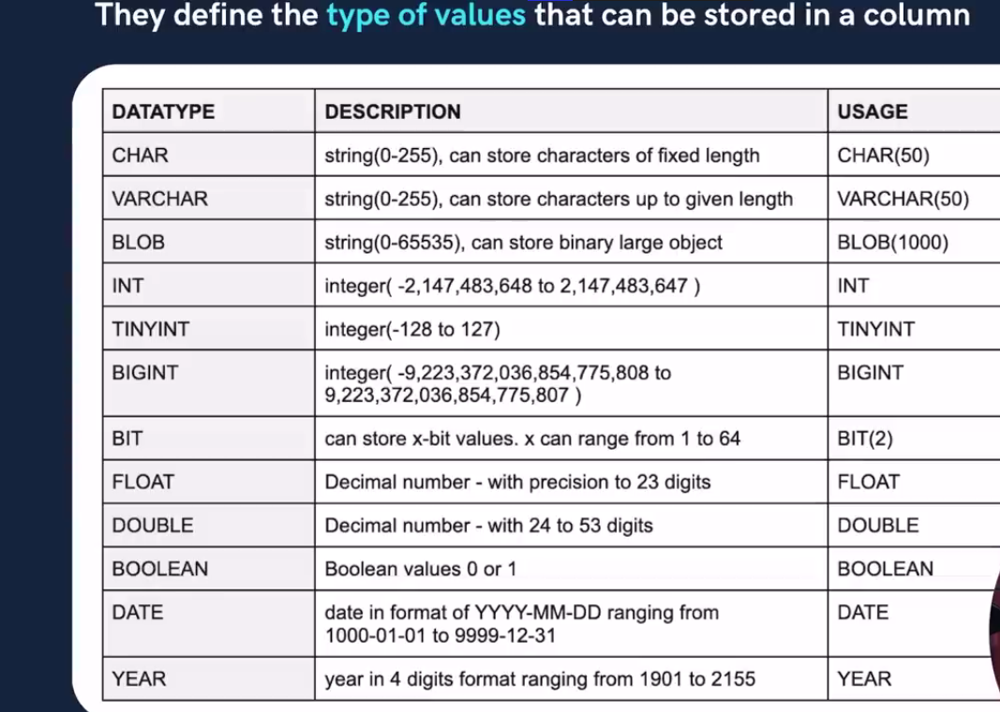 They define the type of values that can be stored in a column
DATATYPE DESCRIPTION USAGE
CHAR string(0-255), can store characters of fixed length CHAR(50)
VARCHAR string(0-255), can store characters up to given length VARCHAR(50)
BLOB string(0-65535), can store binary large object BLOB(1000)
INT integer( -2,147,483,648 to 2,147,483,647 ) INT
TINYINT integer(-128 to 127) TINYINT
BIGINT integer( -9,223,372,036,854,775,808 to BIGINT
9,223,372,036,854,775,807 )
BIT can store x-bit values. x can range from 1 to 64 BIT(2)
FLOAT Decimal number - with precision to 23 digits FLOAT
DOUBLE Decimal number - with 24 to 53 digits DOUBLE
BOOLEAN Boolean values 0 or 1 BOOLEAN
DATE date in format of YYYY-MM-DD ranging from DATE
1000-01-01 to 9999-12-31
YEAR year in 4 digits format ranging from 1901 to 2155 YEAR